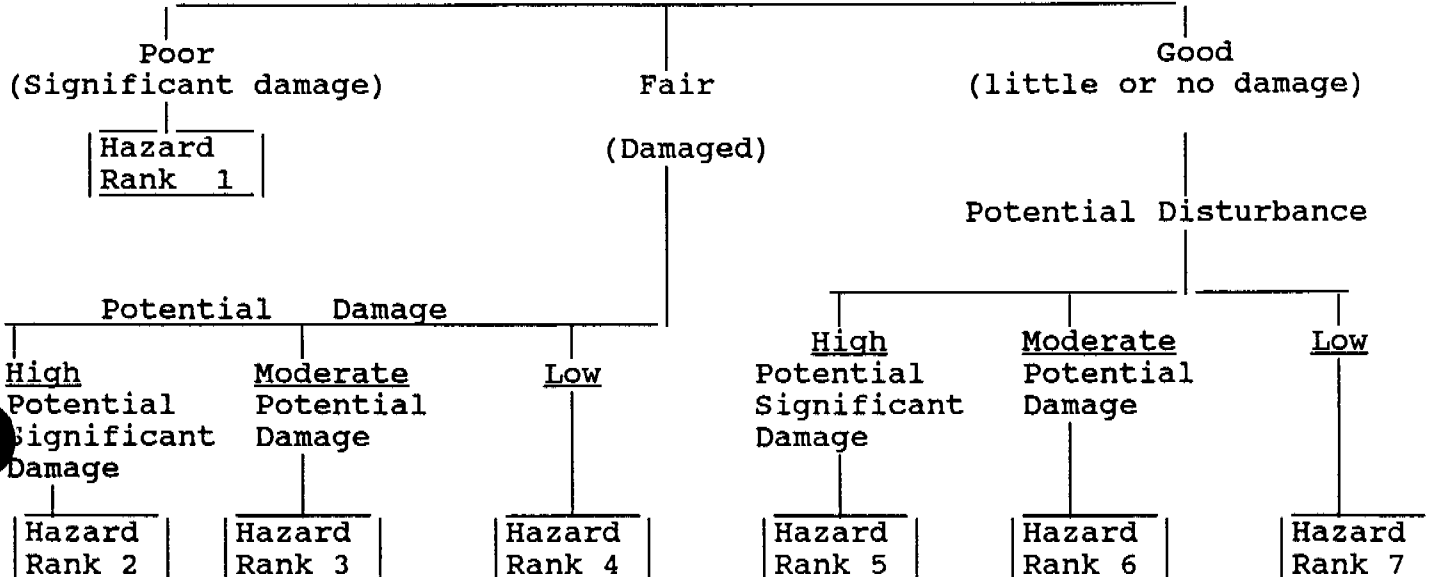 Poor
(Significant damage)
Hazard
Rank 1
Fair
(Damaged)
Good
(little or no damage)
Potential Disturbance
Potential Damage
High
Potential
Significant
Damage
Hazard
Rank 2
Moderate
Potential
Damage
Hazard
Rank 3
Low
Hazard
Rank 4
High
Potential
Significant
Damage
Hazard
Rank 5
Moderate
Potential
Damage
Hazard
Rank 6
Low
Hazard
Rank 7